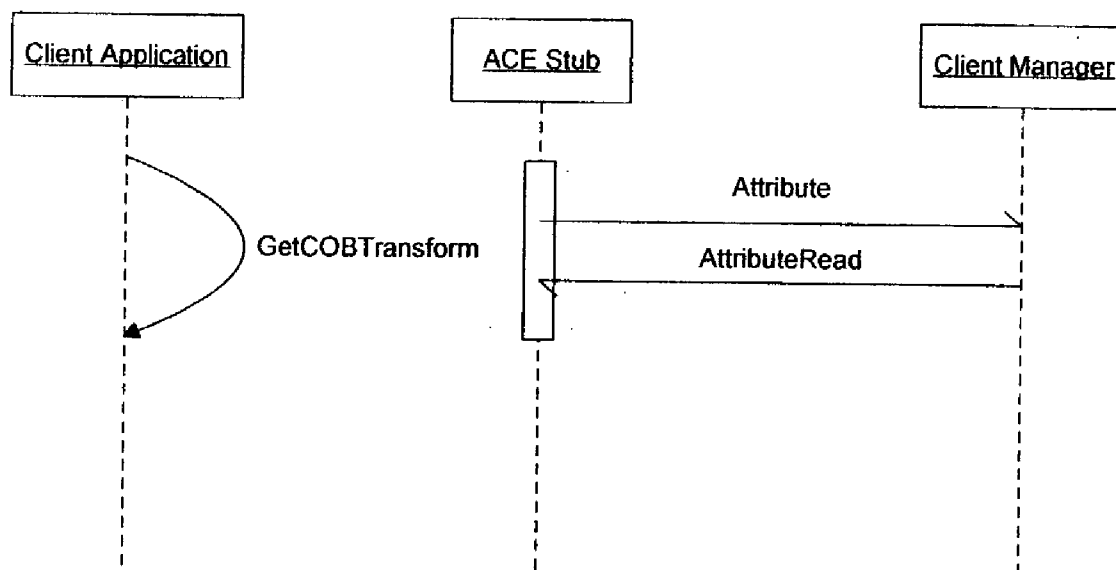 Client Application
ACE Stub
Client Manager
Attribute
GetCOBTransform
AttributeRead